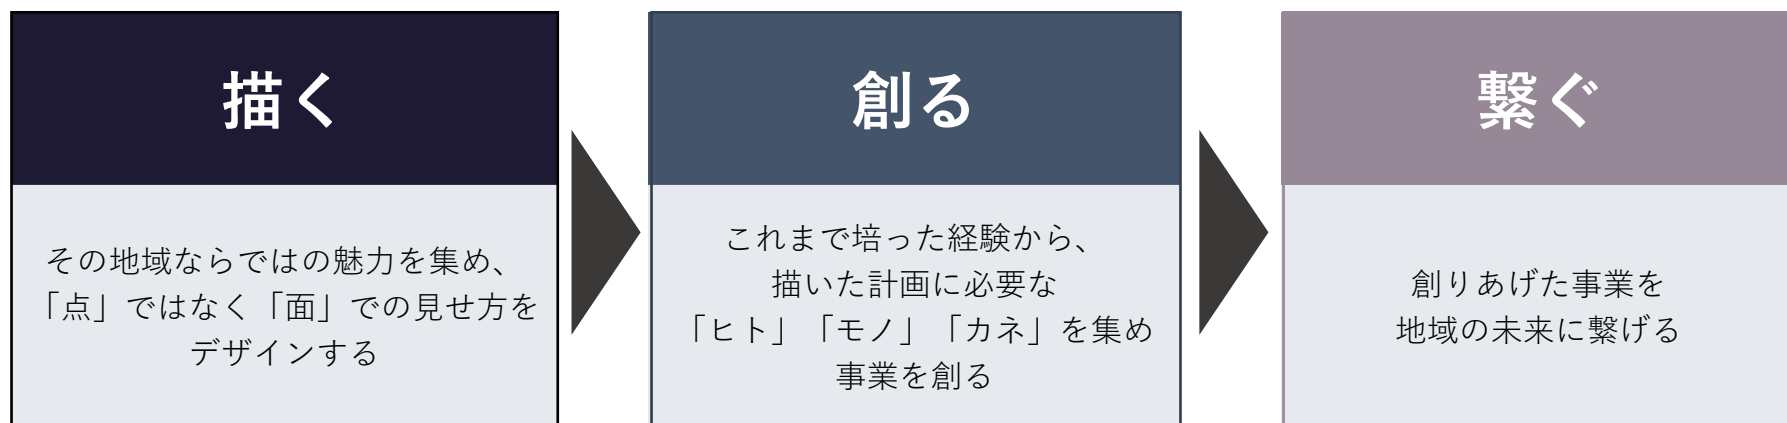 描く
その地域ならではの魅力を集め、
「点」ではなく「面」での見せ方を
デザインする
創る
これまで培った経験から、
描いた計画に必要な
「ヒト」「モノ」「カネ」を集め
事業を創る
繋ぐ
創りあげた事業を
地域の未来に繋げる